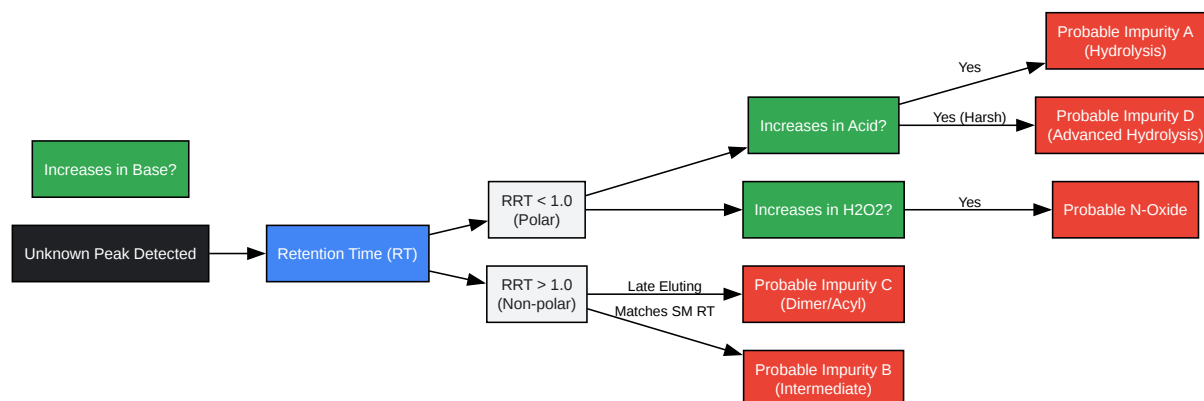 Increases in Base?
Unknown Peak Detected
Retention Time (RT)
RRT < 1.0
(Polar)
RRT > 1.0
(Non-polar)
Increases in Acid?
Increases in H2O2?
Late Eluting
Matches SM RT
Probable Impurity C
(Dimer/Acyl)
Probable Impurity B
(Intermediate)
Yes
Yes (Harsh)
Yes
Probable Impurity A
(Hydrolysis)
Probable Impurity D
(Advanced Hydrolysis)
Probable N-Oxide